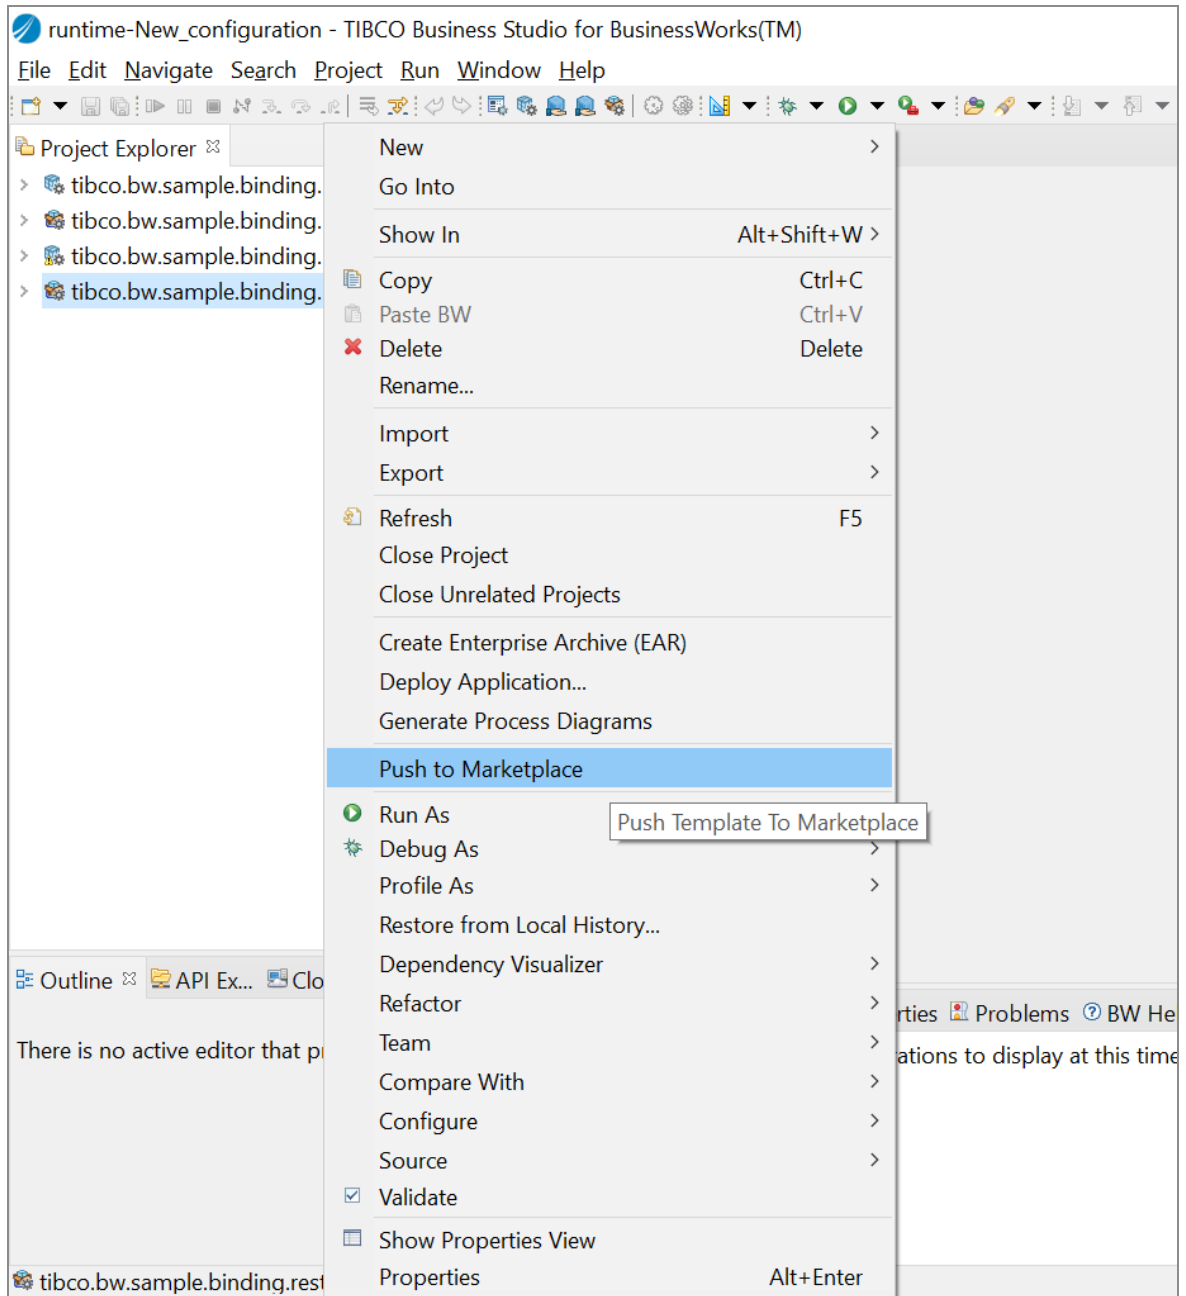 runtime-New_configuration - TIBCO Business Studio for BusinessWorks(TM)
File Edit Navigate Search Project Run Window Help
Project Explorer
tibco.bw.sample.binding.
tibco.bw.sample.binding.
tibco.bw.sample.binding.
tibco.bw.sample.binding.
New
Go Into
Show In Alt+Shift+W
Copy Ctrl+C
Paste BW Ctrl+V
Delete Delete
Rename...
Import
Export
Refresh F5
Close Project
Close Unrelated Projects
Create Enterprise Archive (EAR)
Deploy Application...
Generate Process Diagrams
Push to Marketplace
Run As
Push Template To Marketplace
Debug As
Profile As
Restore from Local History...
Dependency Visualizer
Refactor
Team
Compare With
Configure
Source
Validate
Show Properties View
Properties Alt+Enter
Outline API Ex... Clo
There is no active editor that pr
rties Problems BW He
ations to display at this time
tibco.bw.sample.binding.rest